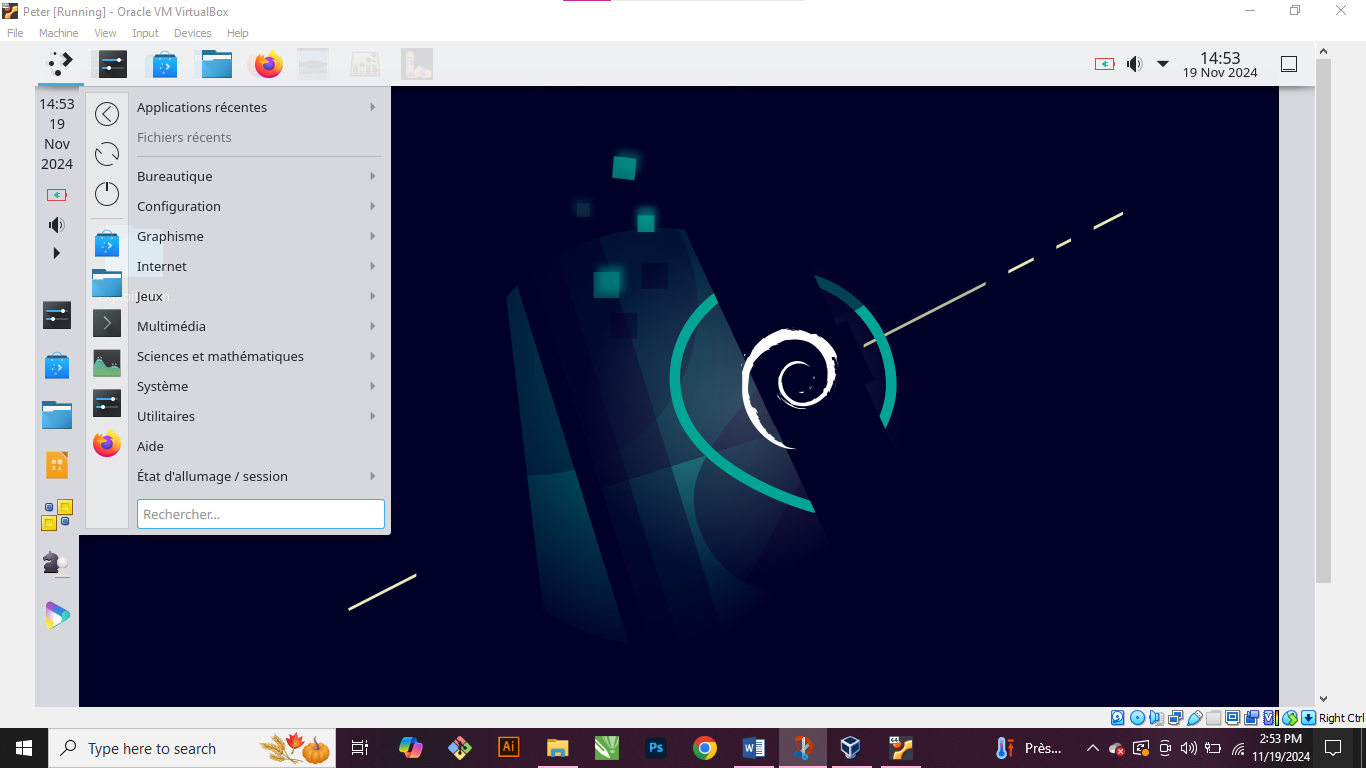 Peter [Running] - Oracle VM VirtualBox
File Machine View Input Devices Help
14:53
19 Nov 2024
14:53
19
Nov
2024
Applications récentes
Fichiers récents
Bureautique
Configuration
Graphisme
Internet
Jeux
Multimédia
Sciences et mathématiques
Système
Utilitaires
Aide
État d'allumage / session
Rechercher...
Right Ctrl
Type here to search
Ai
Ps
Près...
2:53 PM
11/19/2024